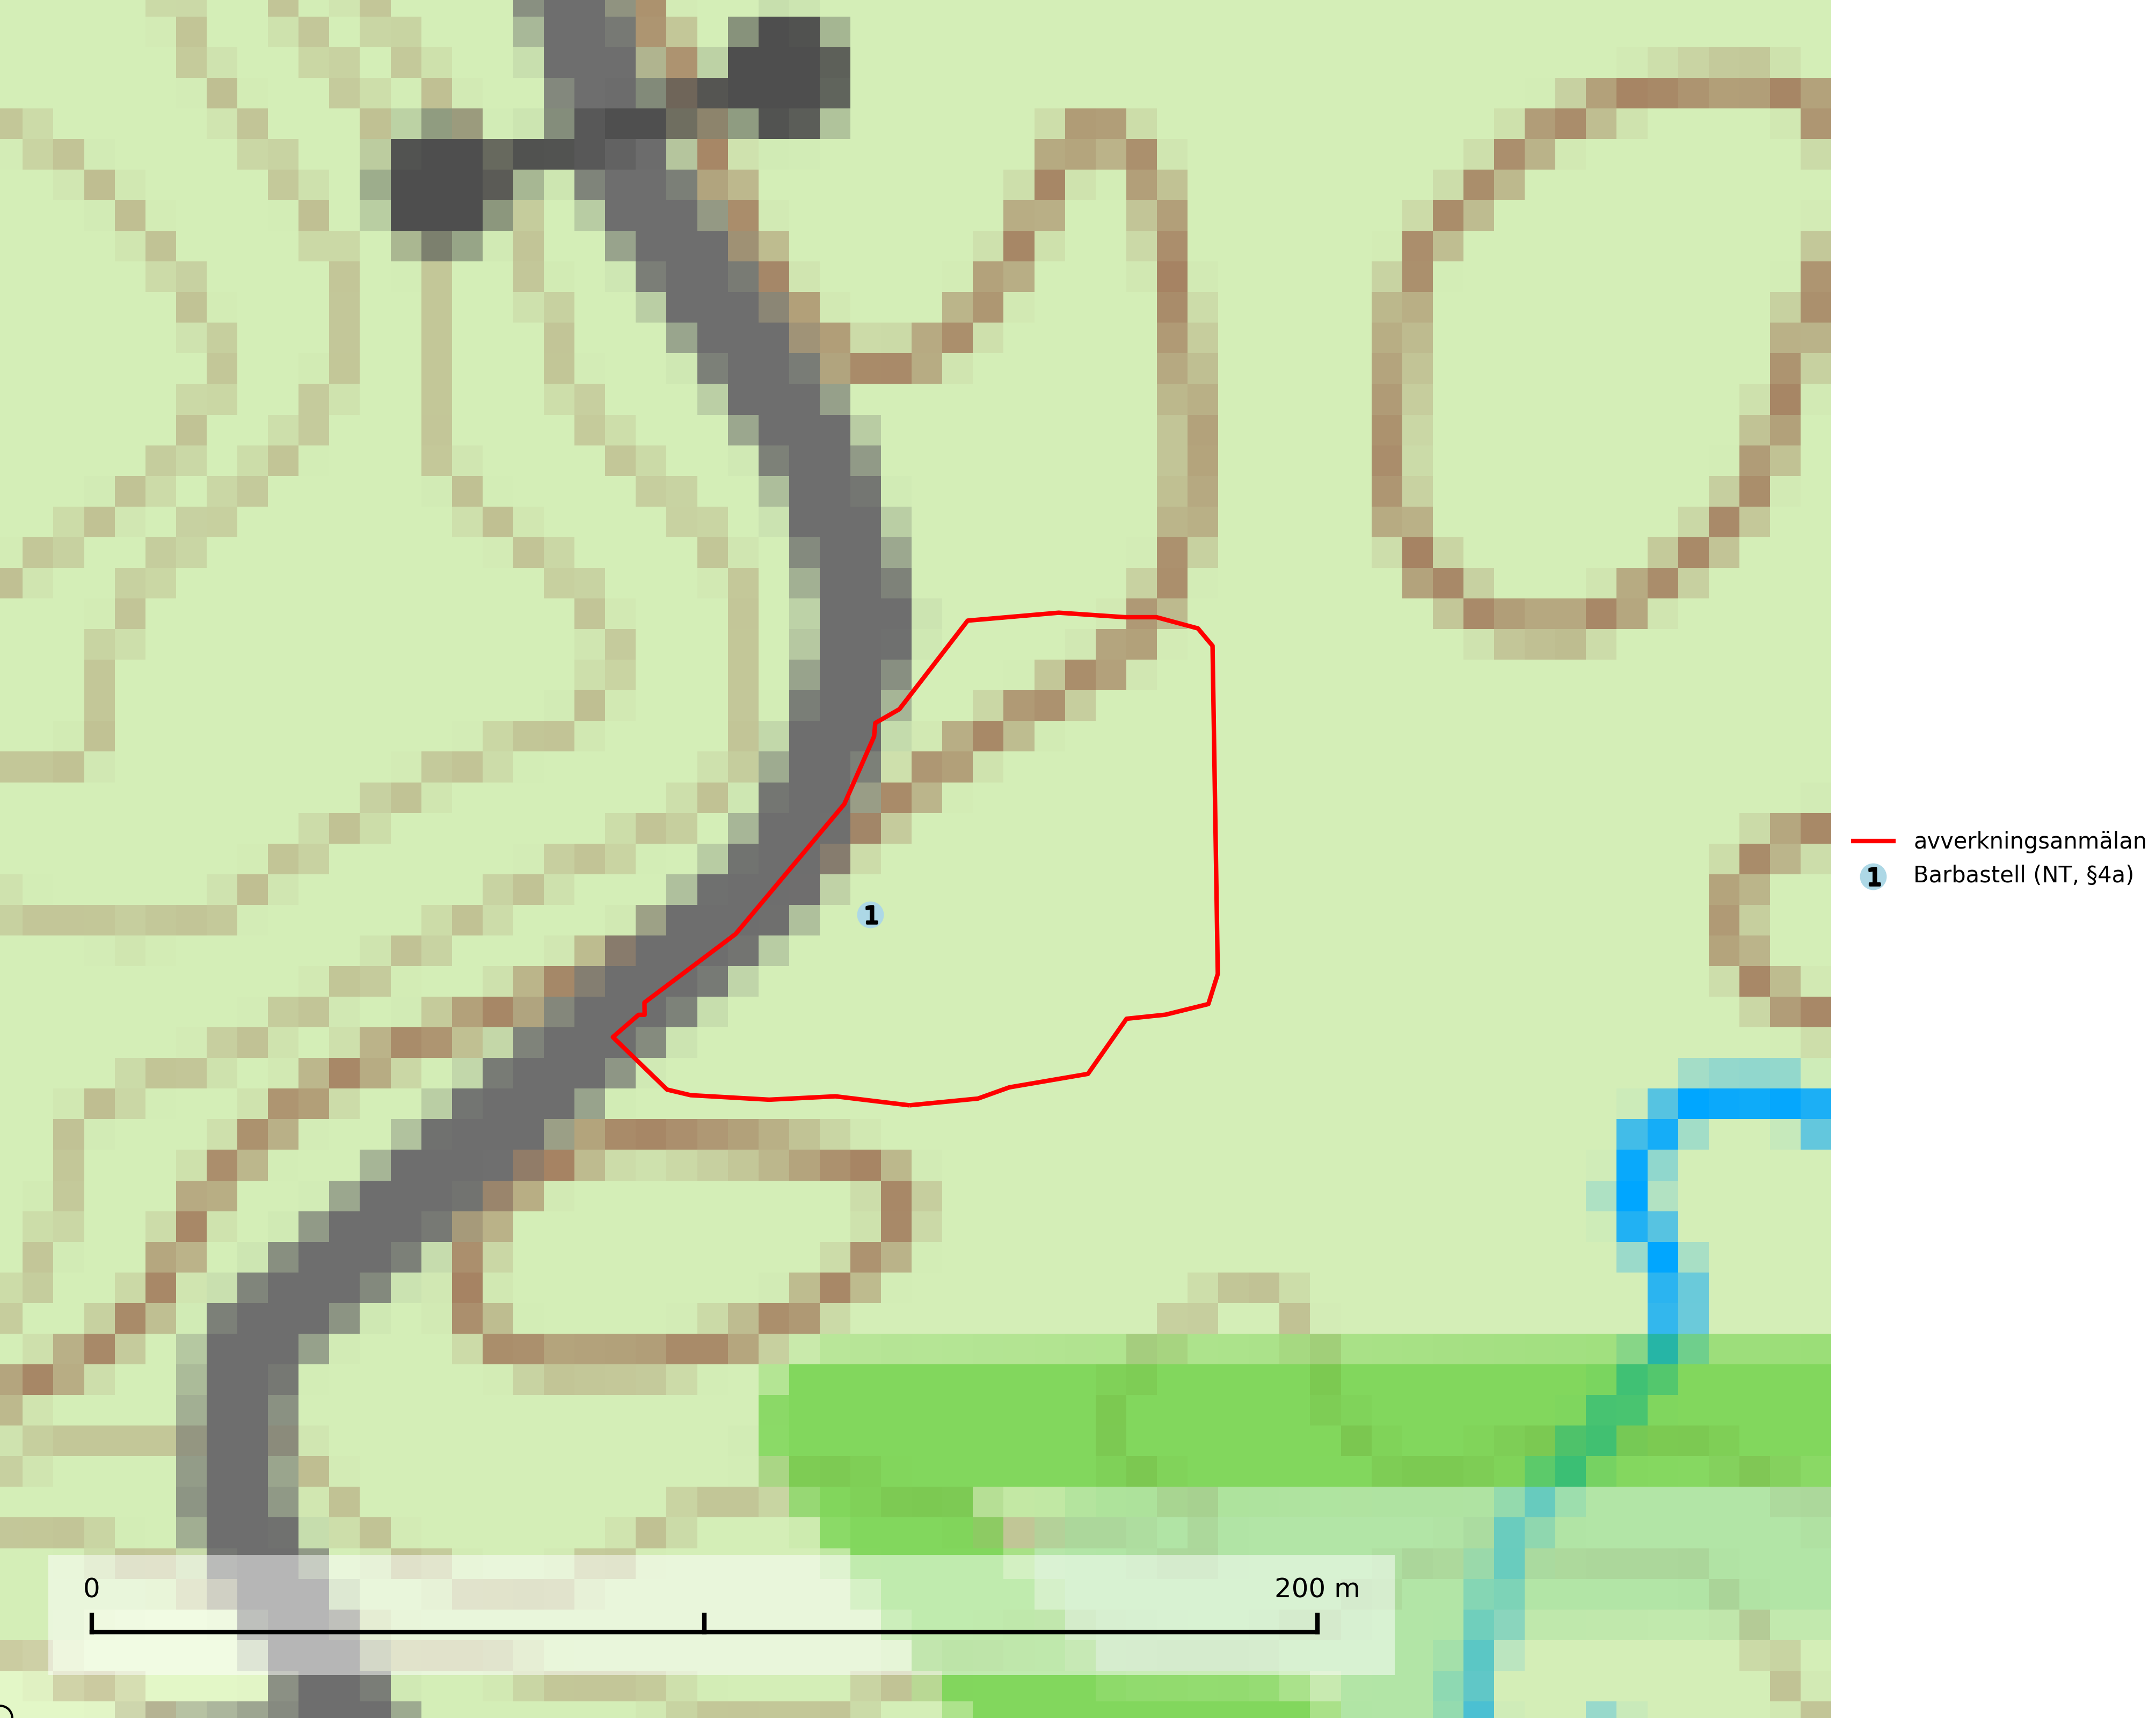 avverkningsanmälan
1 Barbastell (NT, §4a)
1
0 200 m